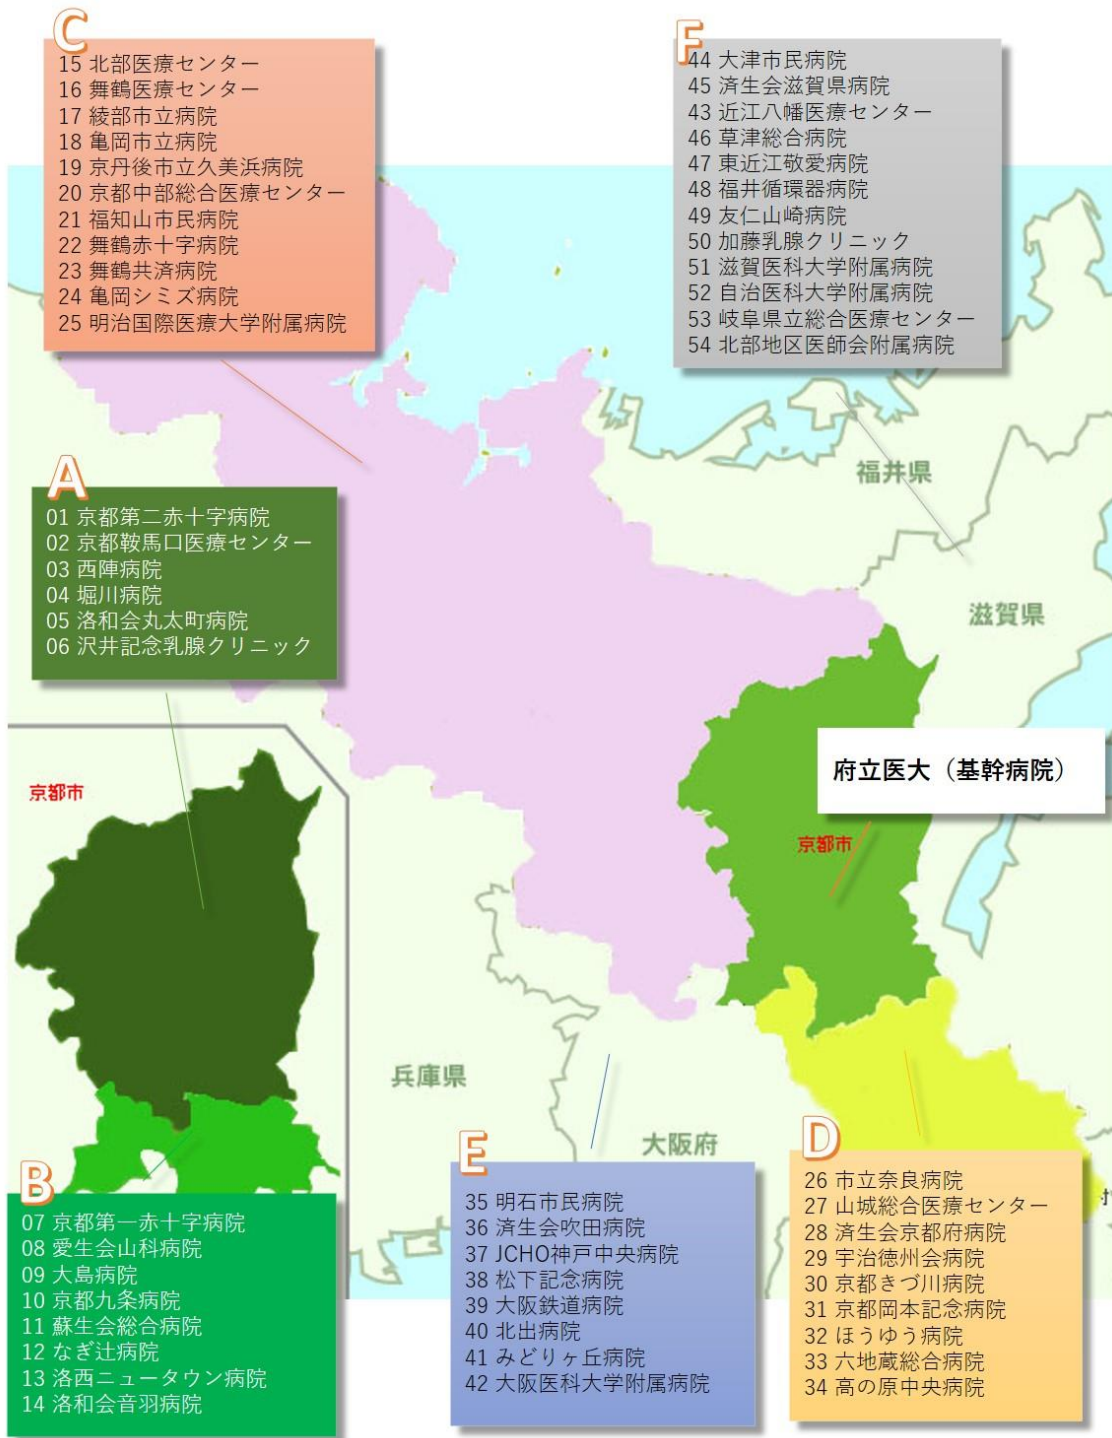 C
15 北部医療センター
16 舞鶴医療センター
17 綾部市立病院
18 亀岡市立病院
19 京丹後市立久美浜病院
20 京都中部総合医療センター
21 福知山市民病院
22 舞鶴赤十字病院
23 舞鶴共済病院
24 亀岡シミズ病院
25 明治国際医療大学附属病院
F
44 大津市民病院
45 済生会滋賀県病院
43 近江八幡医療センター
46 草津総合病院
47 東近江敬愛病院
48 福井循環器病院
49 友仁山崎病院
50 加藤乳腺クリニック
51 滋賀医科大学附属病院
52 自治医科大学附属病院
53 岐阜県立総合医療センター
54 北部地区医師会附属病院
福井県
滋賀県
A
01 京都第二赤十字病院
02 京都鞍馬口医療センター
03 西陣病院
04 堀川病院
05 洛和会丸太町病院
06 沢井記念乳腺クリニック
府立医大（基幹病院）
京都市
京都市
兵庫県
大阪府
B
07 京都第一赤十字病院
08 愛生会山科病院
09 大島病院
10 京都九条病院
11 蘇生会総合病院
12 なぎ辻病院
13 洛西ニュータウン病院
14 洛和会音羽病院
E
35 明石市民病院
36 済生会吹田病院
37 JCHO神戸中央病院
38 松下記念病院
39 大阪鉄道病院
40 北出病院
41 みどりヶ丘病院
42 大阪医科大学附属病院
D
26 市立奈良病院
27 山城総合医療センター
28 済生会京都府病院
29 宇治徳州会病院
30 京都きづ川病院
31 京都岡本記念病院
32 ほうゆう病院
33 六地蔵総合病院
34 高の原中央病院